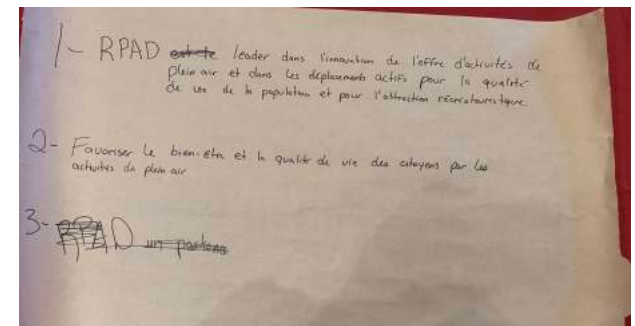 1- RPAD est-ce leader dans l'innovation de l'offre d'activités de
plein air et dans les déplacements actifs pour la qualité
de vie de la population et pour l'attraction récréotouristique
2- Favoriser le bien-être et la qualité de vie des citoyens par les
activités de plein air
3- RPAD un partena